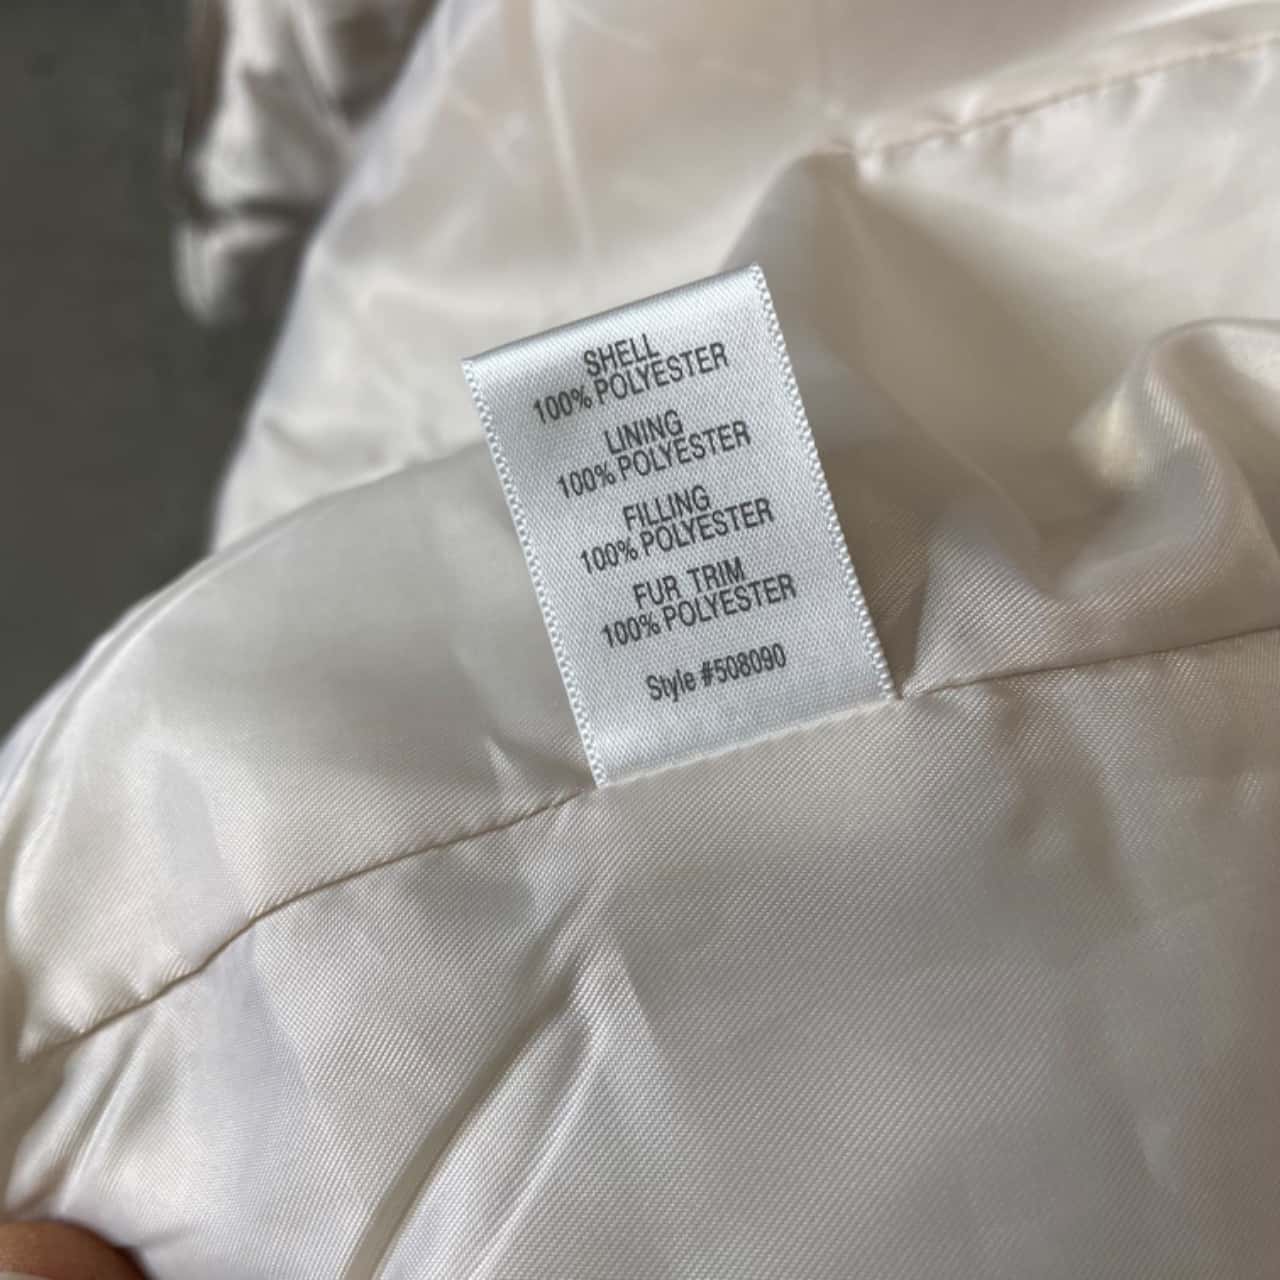 SHELL
100% POLYESTER
LINING
100% POLYESTER
FILLING
100% POLYESTER
FUR TRIM
100% POLYESTER
Style #508090